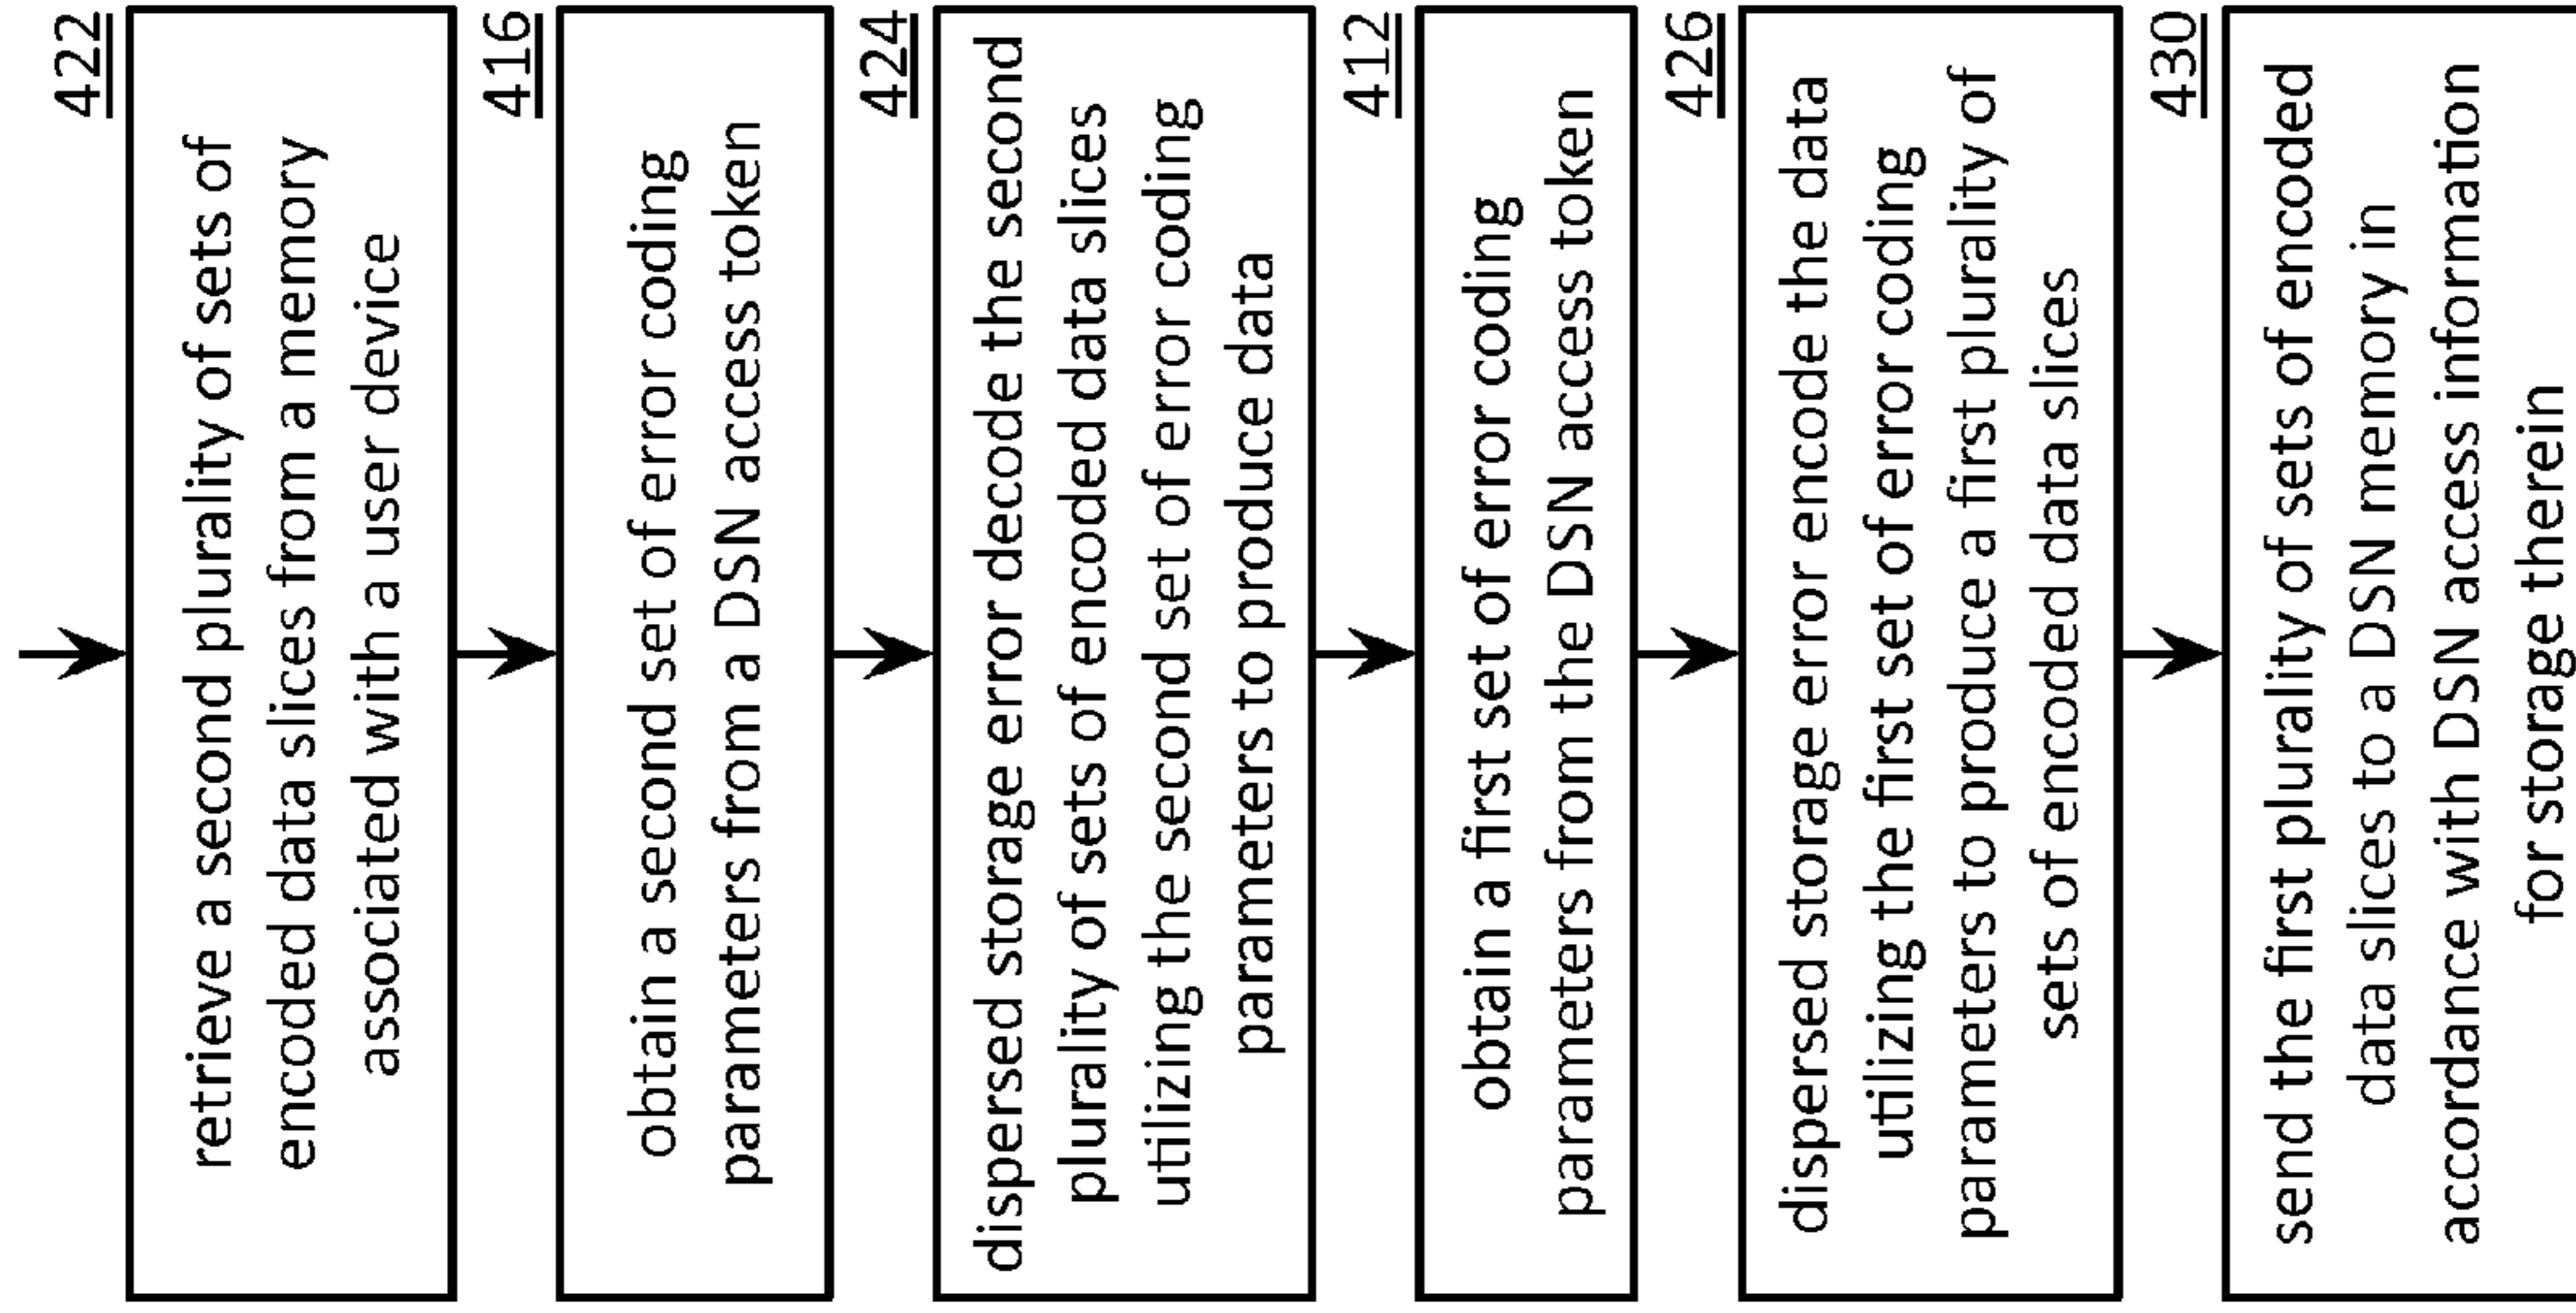 422
retrieve a second plurality of sets of
encoded data slices from a memory
associated with a user device
416
obtain a second set of error coding
parameters from a DSN access token
424
dispersed storage error decode the second
plurality of sets of encoded data slices
utilizing the second set of error coding
parameters to produce data
412
obtain a first set of error coding
parameters from the DSN access token
426
dispersed storage error encode the data
utilizing the first set of error coding
parameters to produce a first plurality of
sets of encoded data slices
430
send the first plurality of sets of encoded
data slices to a DSN memory in
accordance with DSN access information
for storage therein